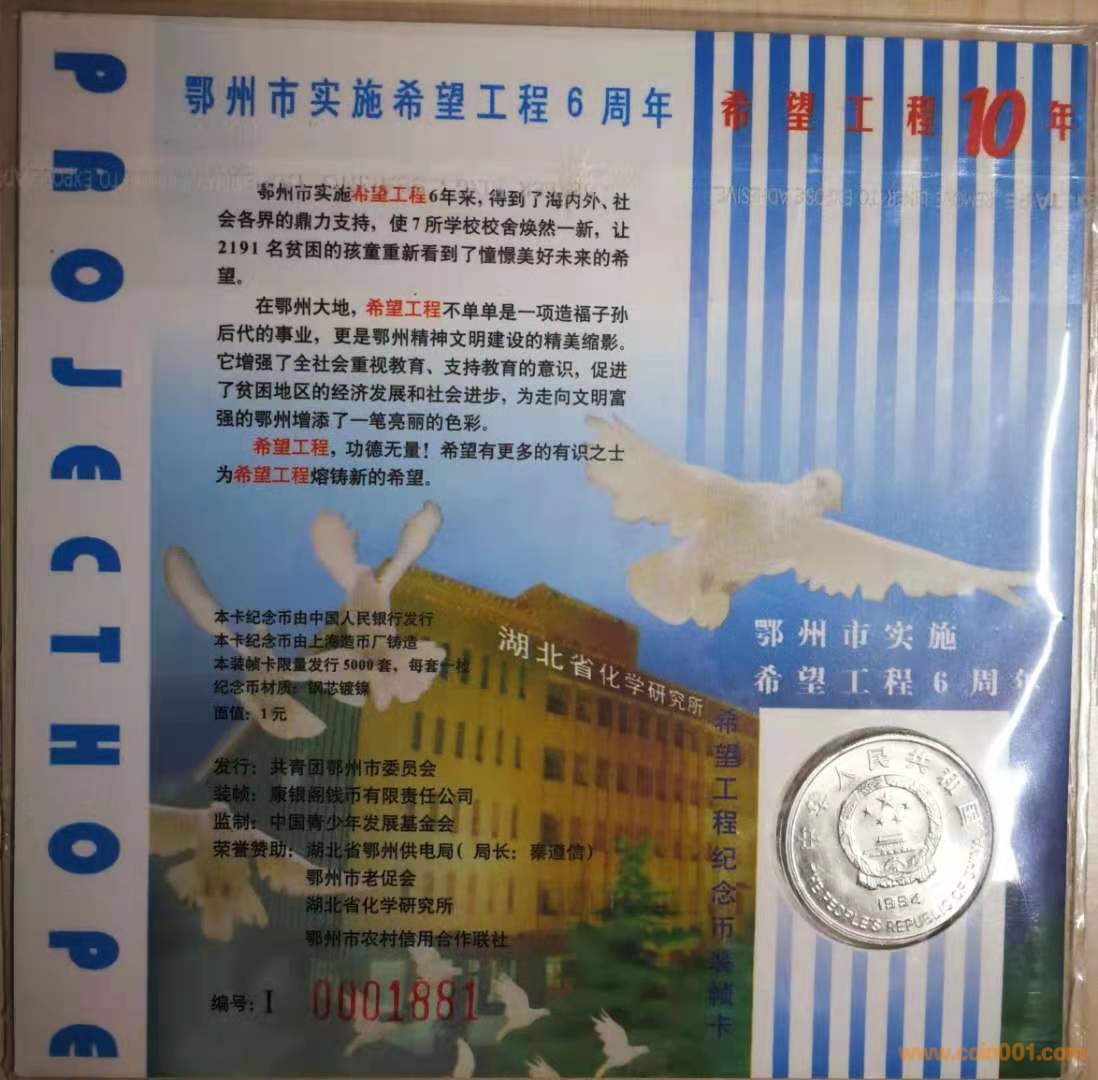 PROJECT HOPE
鄂州市实施希望工程6周年
希望工程10年
鄂州市实施希望工程6年来，得到了海内外、社
会各界的鼎力支持，使7所学校校舍焕然一新，让
2191名贫困的孩童重新看到了憧憬美好未来的希
望。
在鄂州大地，希望工程不单单是一项造福子孙
后代的事业，更是鄂州精神文明建设的精美缩影。
它增强了全社会重视教育、支持教育的意识，促进
了贫困地区的经济发展和社会进步，为走向文明富
强的鄂州增添了一笔亮丽的色彩。
希望工程，功德无量！希望有更多的有识之士
为希望工程熔铸新的希望。
本卡纪念币由中国人民银行发行
本卡纪念币由上海造币厂铸造
本装帧卡限量发行5000套，每套一枚
纪念币材质：钢芯镀镍
面值：1元
发行：共青团鄂州市委员会
装帧：康银阁钱币有限责任公司
监制：中国青少年发展基金会
荣誉赞助：湖北省鄂州供电局（局长：秦遵信）
鄂州市老促会
湖北省化学研究所
鄂州市农村信用合作联社
编号：I 0001881
湖北省化学研究所
鄂州市实施
希望工程6周年
希望工程纪念币装帧卡
中华人民共和国
1994
THE PEOPLE'S REPUBLIC OF CHINA
www.coin001.com